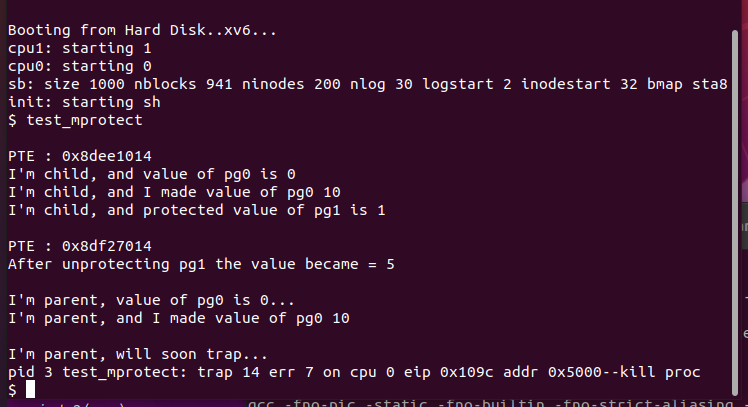 Booting from Hard Disk..xv6...
cpu1: starting 1
cpu0: starting 0
sb: size 1000 nblocks 941 ninodes 200 nlog 30 logstart 2 inodestart 32 bmap sta8
init: starting sh
$ test_mprotect
PTE : 0x8dee1014
I'm child, and value of pg0 is 0
I'm child, and I made value of pg0 10
I'm child, and protected value of pg1 is 1
PTE : 0x8df27014
After unprotecting pg1 the value became = 5
I'm parent, value of pg0 is 0...
I'm parent, and I made value of pg0 10
I'm parent, will soon trap...
pid 3 test_mprotect: trap 14 err 7 on cpu 0 eip 0x109c addr 0x5000--kill proc
$
gcc -fno-pic -static -fno-builtin -fno-strict-aliasing